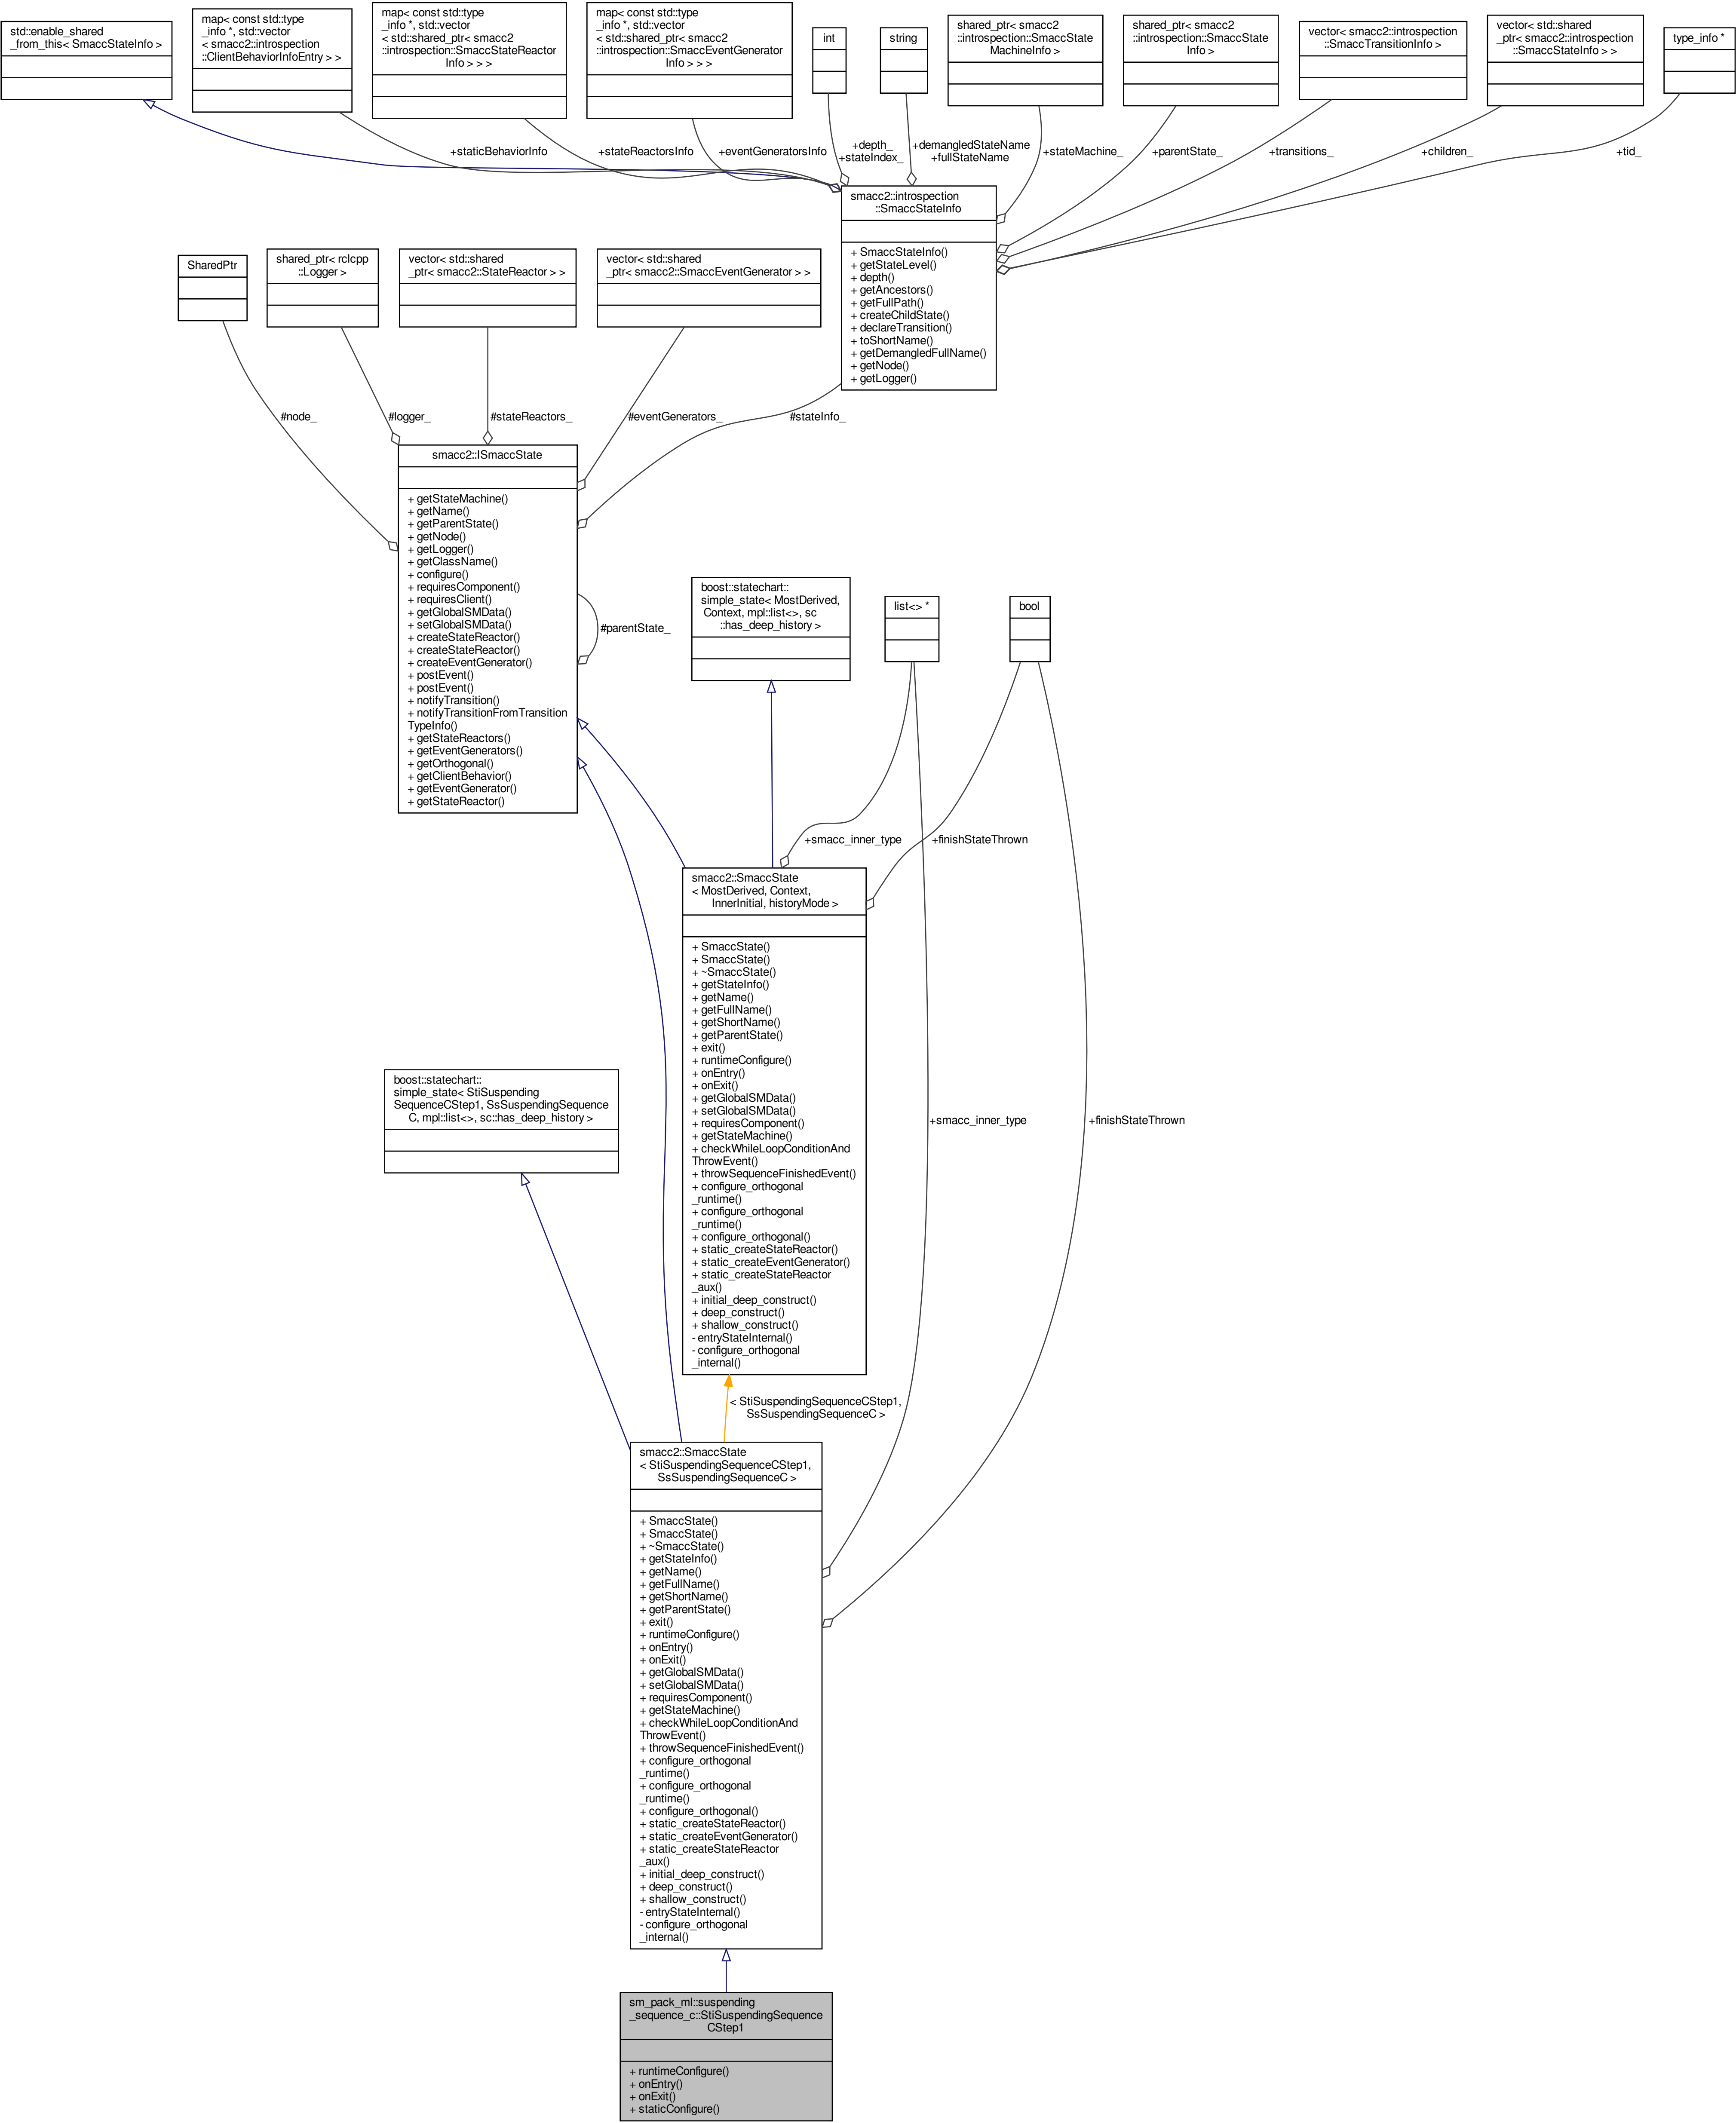 std::enable_shared
_from_this< SmaccStateInfo >
map< const std::type
_info *, std::vector
< smacc2::introspection
::ClientBehaviorInfoEntry > >
map< const std::type
_info *, std::vector
< std::shared_ptr< smacc2
::introspection::SmaccStateReactor
Info > > >
map< const std::type
_info *, std::vector
< std::shared_ptr< smacc2
::introspection::SmaccEventGenerator
Info > > >
int
string
shared_ptr< smacc2
::introspection::SmaccState
MachineInfo >
shared_ptr< smacc2
::introspection::SmaccState
Info >
vector< smacc2::introspection
::SmaccTransitionInfo >
vector< std::shared
_ptr< smacc2::introspection
::SmaccStateInfo > >
type_info *
+staticBehaviorInfo
+stateReactorsInfo
+eventGeneratorsInfo
+depth_
+stateIndex_
+demangledStateName
+fullStateName
+stateMachine_
+parentState_
+transitions_
+children_
+tid_
smacc2::introspection
::SmaccStateInfo
+ SmaccStateInfo()
+ getStateLevel()
+ depth()
+ getAncestors()
+ getFullPath()
+ createChildState()
+ declareTransition()
+ toShortName()
+ getDemangledFullName()
+ getNode()
+ getLogger()
SharedPtr
shared_ptr< rclcpp
::Logger >
vector< std::shared
_ptr< smacc2::StateReactor > >
vector< std::shared
_ptr< smacc2::SmaccEventGenerator > >
#node_
#logger_
#stateReactors_
#eventGenerators_
#stateInfo_
smacc2::ISmaccState
+ getStateMachine()
+ getName()
+ getParentState()
+ getNode()
+ getLogger()
+ getClassName()
+ configure()
+ requiresComponent()
+ requiresClient()
+ getGlobalSMData()
+ setGlobalSMData()
+ createStateReactor()
+ createStateReactor()
+ createEventGenerator()
+ postEvent()
+ postEvent()
+ notifyTransition()
+ notifyTransitionFromTransition
TypeInfo()
+ getStateReactors()
+ getEventGenerators()
+ getOrthogonal()
+ getClientBehavior()
+ getEventGenerator()
+ getStateReactor()
#parentState_
boost::statechart::
simple_state< MostDerived,
Context, mpl::list<>, sc
::has_deep_history >
list<> *
bool
+smacc_inner_type
+finishStateThrown
smacc2::SmaccState
< MostDerived, Context,
InnerInitial, historyMode >
+ SmaccState()
+ SmaccState()
+ ~SmaccState()
+ getStateInfo()
+ getName()
+ getFullName()
+ getShortName()
+ getParentState()
+ exit()
+ runtimeConfigure()
+ onEntry()
+ onExit()
+ getGlobalSMData()
+ setGlobalSMData()
+ requiresComponent()
+ getStateMachine()
+ checkWhileLoopConditionAnd
ThrowEvent()
+ throwSequenceFinishedEvent()
+ configure_orthogonal
_runtime()
+ configure_orthogonal
_runtime()
+ configure_orthogonal()
+ static_createStateReactor()
+ static_createEventGenerator()
+ static_createStateReactor
_aux()
+ initial_deep_construct()
+ deep_construct()
+ shallow_construct()
- entryStateInternal()
- configure_orthogonal
_internal()
boost::statechart::
simple_state< StiSuspending
SequenceCStep1, SsSuspendingSequence
C, mpl::list<>, sc::has_deep_history >
+smacc_inner_type
+finishStateThrown
< StiSuspendingSequenceCStep1,
SsSuspendingSequenceC >
smacc2::SmaccState
< StiSuspendingSequenceCStep1,
SsSuspendingSequenceC >
+ SmaccState()
+ SmaccState()
+ ~SmaccState()
+ getStateInfo()
+ getName()
+ getFullName()
+ getShortName()
+ getParentState()
+ exit()
+ runtimeConfigure()
+ onEntry()
+ onExit()
+ getGlobalSMData()
+ setGlobalSMData()
+ requiresComponent()
+ getStateMachine()
+ checkWhileLoopConditionAnd
ThrowEvent()
+ throwSequenceFinishedEvent()
+ configure_orthogonal
_runtime()
+ configure_orthogonal
_runtime()
+ configure_orthogonal()
+ static_createStateReactor()
+ static_createEventGenerator()
+ static_createStateReactor
_aux()
+ initial_deep_construct()
+ deep_construct()
+ shallow_construct()
- entryStateInternal()
- configure_orthogonal
_internal()
sm_pack_ml::suspending
_sequence_c::StiSuspendingSequence
CStep1
+ runtimeConfigure()
+ onEntry()
+ onExit()
+ staticConfigure()